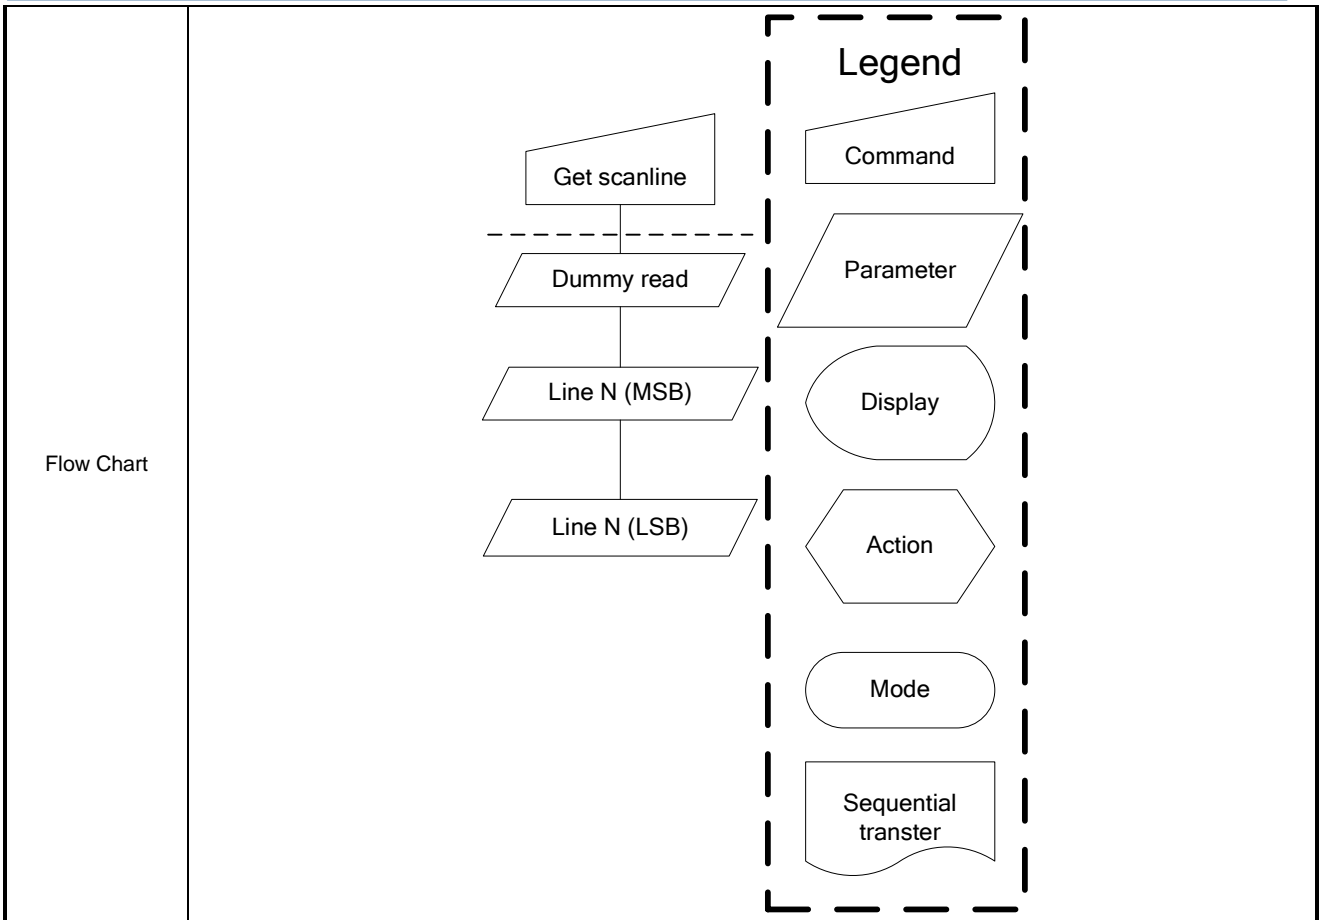 Flow Chart
Get scanline
Dummy read
Line N (MSB)
Line N (LSB)
Legend
Command
Parameter
Display
Action
Mode
Sequential
transter